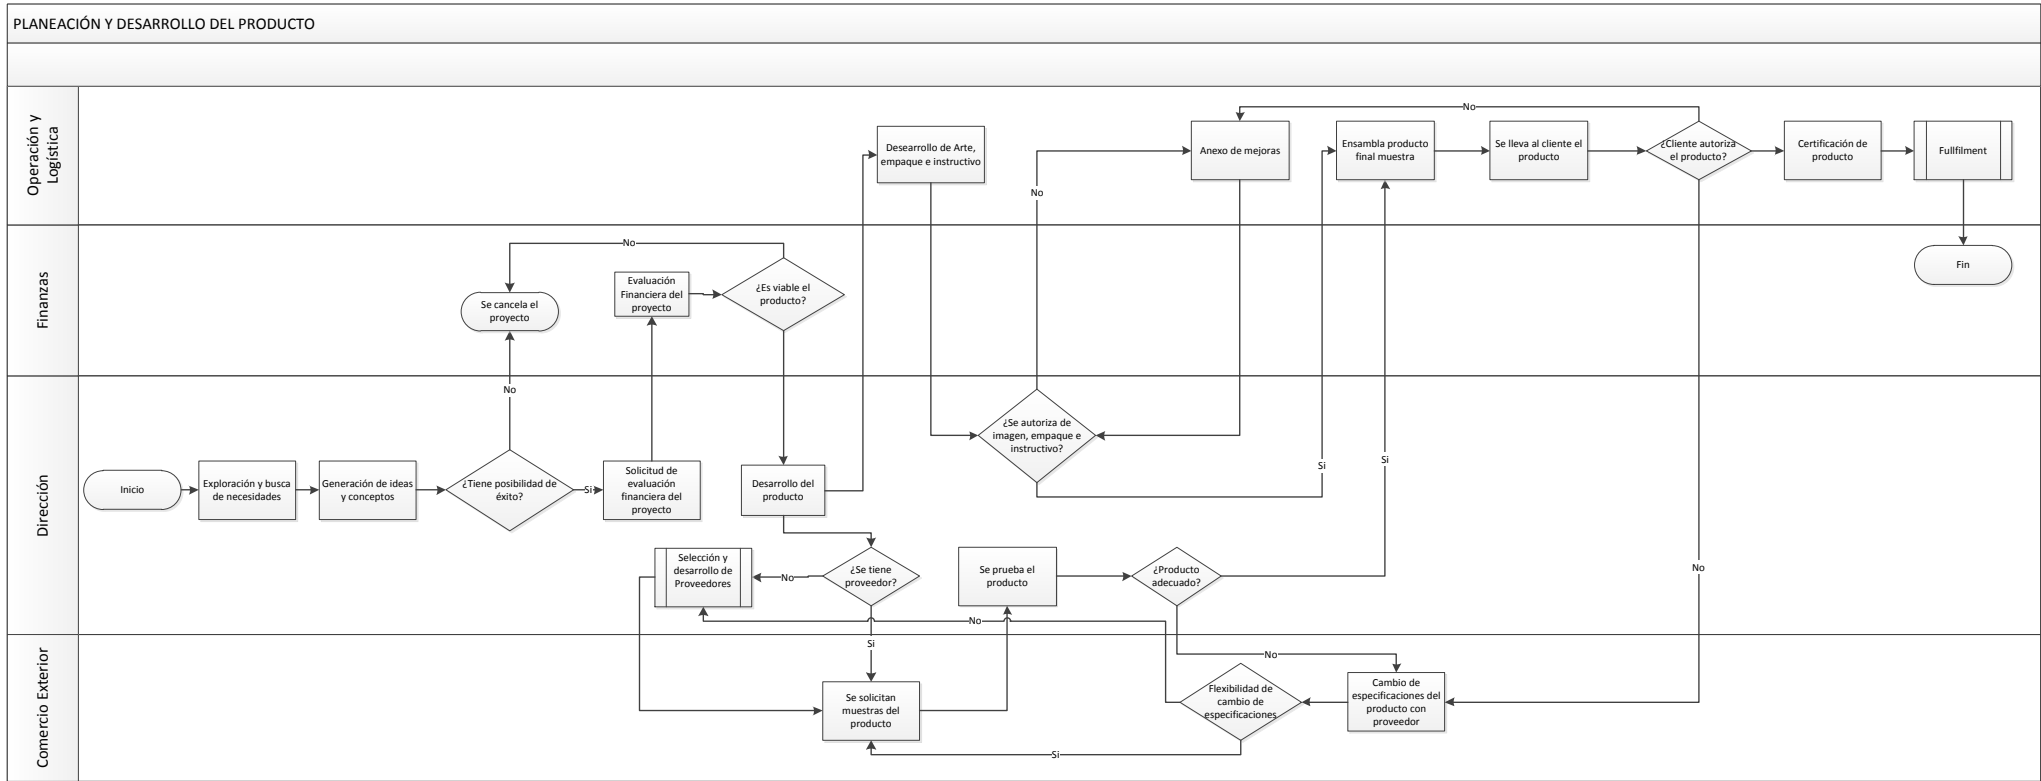 PLANEACIÓN Y DESARROLLO DEL PRODUCTO
Operación y
Logística
Desearrollo de Arte,
empaque e instructivo
No
Anexo de mejoras
No
Ensambla producto
final muestra
Se lleva al cliente el
producto
¿Cliente autoriza
el producto?
Certificación de
producto
Fullfilment
Finanzas
No
Se cancela el
proyecto
Evaluación
Financiera del
proyecto
¿Es viable el
producto?
Fin
Dirección
No
Inicio
Exploración y busca
de necesidades
Generación de ideas
y conceptos
¿Tiene posibilidad de
éxito?
Si
Solicitud de
evaluación
financiera del
proyecto
Desarrollo del
producto
¿Se autoriza de
imagen, empaque e
instructivo?
Si
Si
Selección y
desarrollo de
Proveedores
No
¿Se tiene
proveedor?
Se prueba el
producto
¿Producto
adecuado?
No
No
Comercio Exterior
Si
Se solicitan
muestras del
producto
No
Flexibilidad de
cambio de
especificaciones
Cambio de
especificaciones del
producto con
proveedor
Si